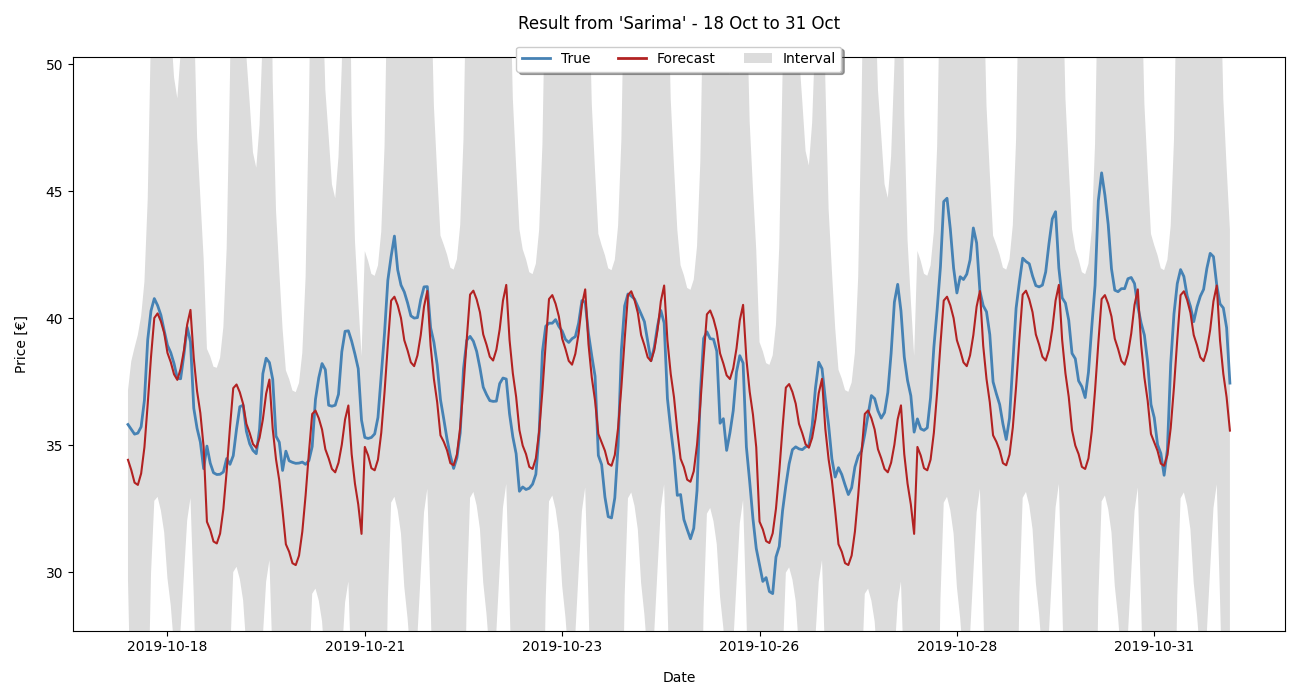 Result from 'Sarima' - 18 Oct to 31 Oct
True Forecast Interval
50
45
40
35
30
Price [€]
2019-10-18 2019-10-21 2019-10-23 2019-10-26 2019-10-28 2019-10-31
Date